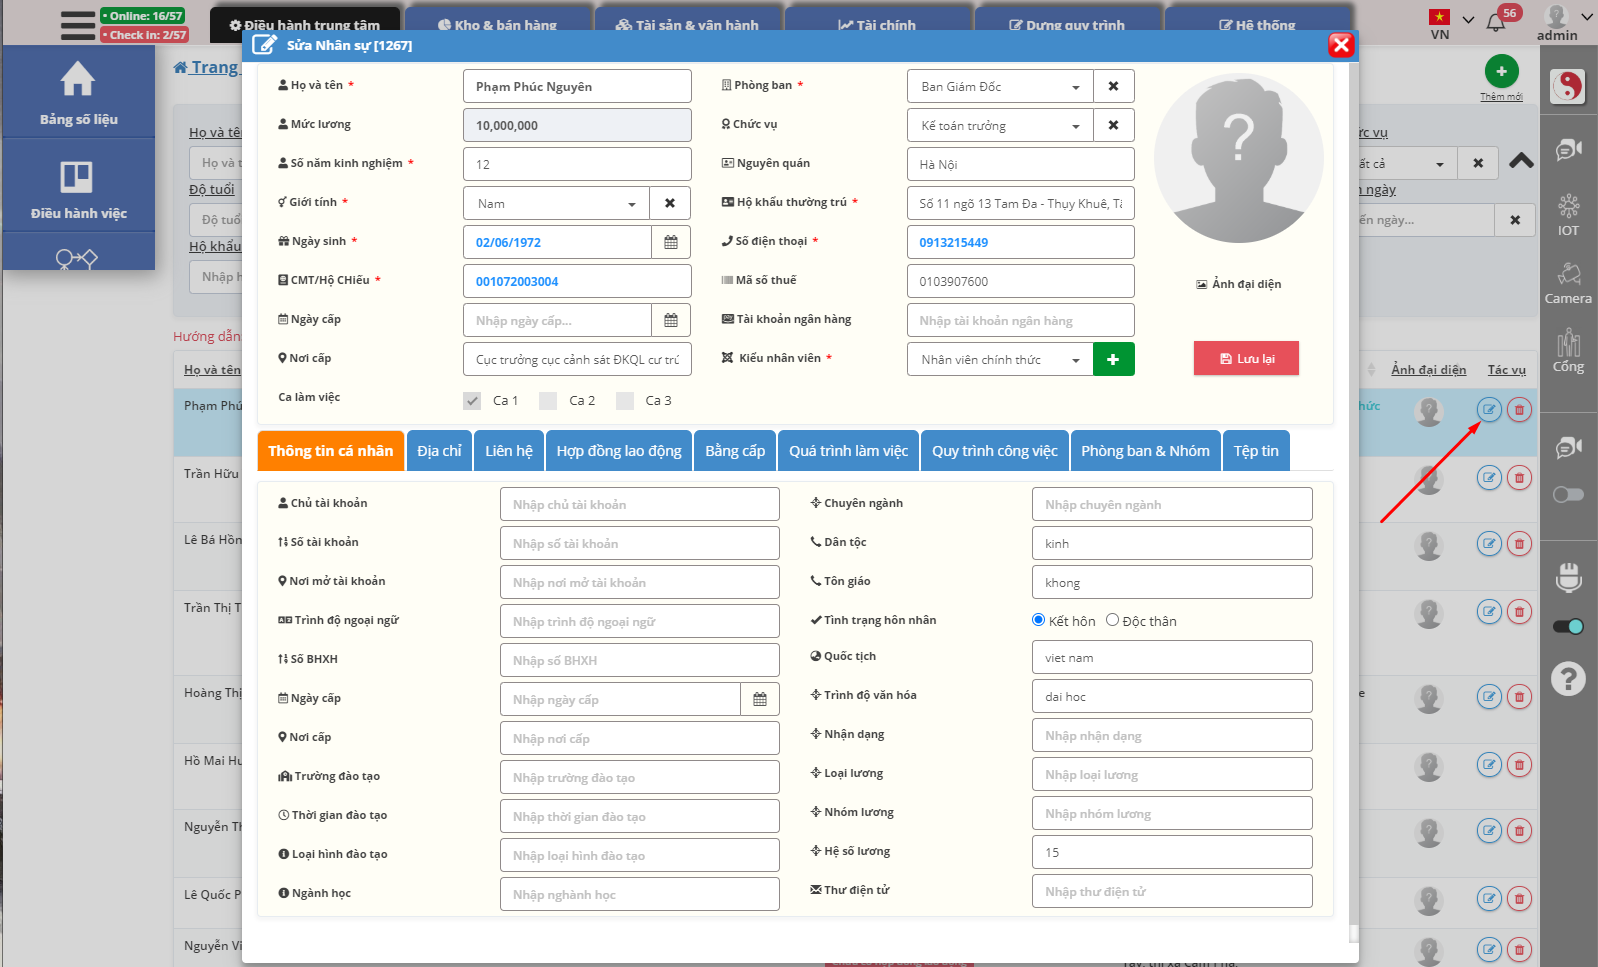 • Online: 16/57
• Check in: 2/57
Điều hành trung tâm
Kho & bán hàng
Tài sản & vận hành
Tài chính
Dựng quy trình
Hệ thống
VN
56
admin
Bảng số liệu
Điều hành việc
Trang
Thêm mới
Sửa Nhân sự [1267]
Họ và tên *
Phạm Phúc Nguyên
Phòng ban *
Ban Giám Đốc
Mức lương
10,000,000
Chức vụ
Kế toán trưởng
Số năm kinh nghiệm *
12
Nguyên quán
Hà Nội
Giới tính *
Nam
Hộ khẩu thường trú *
Số 11 ngõ 13 Tam Đa - Thụy Khuê, Tâ
Ngày sinh *
02/06/1972
Số điện thoại *
0913215449
CMT/Hộ CHiếu *
001072003004
Mã số thuế
0103907600
Ảnh đại diện
Ngày cấp
Nhập ngày cấp...
Tài khoản ngân hàng
Nhập tài khoản ngân hàng
Nơi cấp
Cục trưởng cục cảnh sát ĐKQL cư trú
Kiểu nhân viên *
Nhân viên chính thức
Lưu lại
Ca làm việc
Ca 1
Ca 2
Ca 3
Thông tin cá nhân
Địa chỉ
Liên hệ
Hợp đồng lao động
Bằng cấp
Quá trình làm việc
Quy trình công việc
Phòng ban & Nhóm
Tệp tin
Chủ tài khoản
Nhập chủ tài khoản
Chuyên ngành
Nhập chuyên ngành
Số tài khoản
Nhập số tài khoản
Dân tộc
kinh
Nơi mở tài khoản
Nhập nơi mở tài khoản
Tôn giáo
khong
Trình độ ngoại ngữ
Nhập trình độ ngoại ngữ
Tình trạng hôn nhân
Kết hôn
Độc thân
Số BHXH
Nhập số BHXH
Quốc tịch
viet nam
Ngày cấp
Nhập ngày cấp
Trình độ văn hóa
dai hoc
Nơi cấp
Nhập nơi cấp
Nhận dạng
Nhập nhận dạng
Trường đào tạo
Nhập trường đào tạo
Loại lương
Nhập loại lương
Thời gian đào tạo
Nhập thời gian đào tạo
Nhóm lương
Nhập nhóm lương
Loại hình đào tạo
Nhập loại hình đào tạo
Hệ số lương
15
Ngành học
Nhập nghành học
Thư điện tử
Nhập thư điện tử
Họ và tê
Họ và t
Độ tuổi
Độ tuổ
Hộ khẩu
Nhập h
Hướng dẫn
Họ và tên
Phạm Phú
Trần Hữu
Lê Bá Hồn
Trần Thị T
Hoàng Thị
Hồ Mai Hư
Nguyễn Th
Lê Quốc P
Nguyễn Vi
ức vụ
ất cả
n ngày
ến ngày...
Ảnh đại diện
Tác vụ
hức
e
IOT
Camera
Cổng